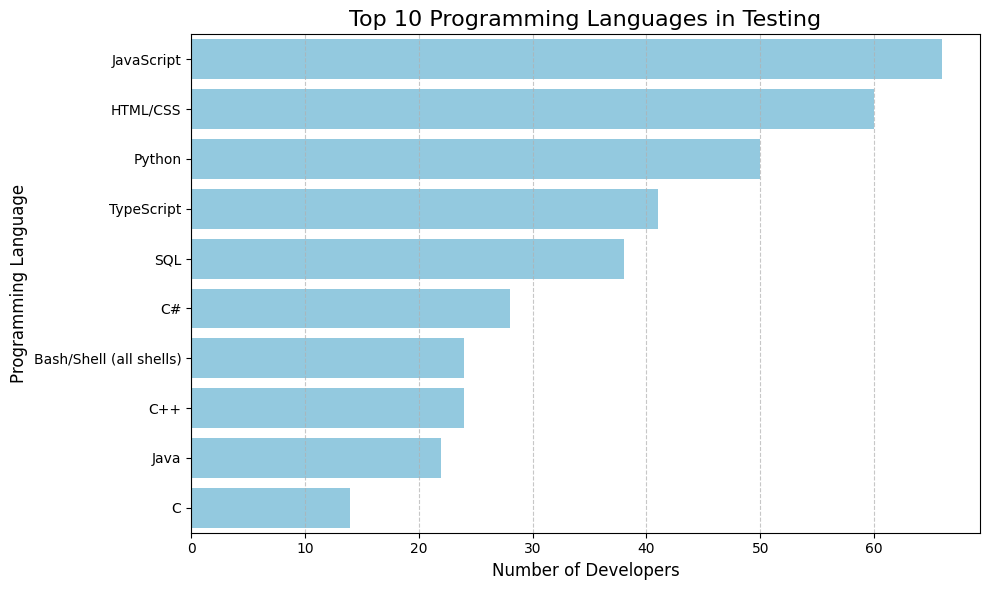 Top 10 Programming Languages in Testing
Programming Language
JavaScript
HTML/CSS
Python
TypeScript
SQL
C#
Bash/Shell (all shells)
C++
Java
C
0 10 20 30 40 50 60
Number of Developers